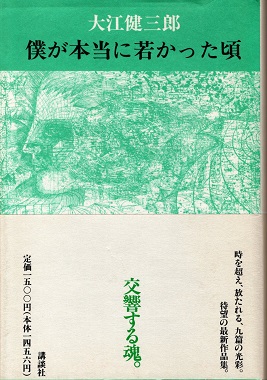 大江健三郎
僕が本当に若かった頃
時を超え、放たれる、九篇の光彩。
待望の最新作品集。
交響する魂。
定価一五〇〇円(本体一四五六円)
講談社